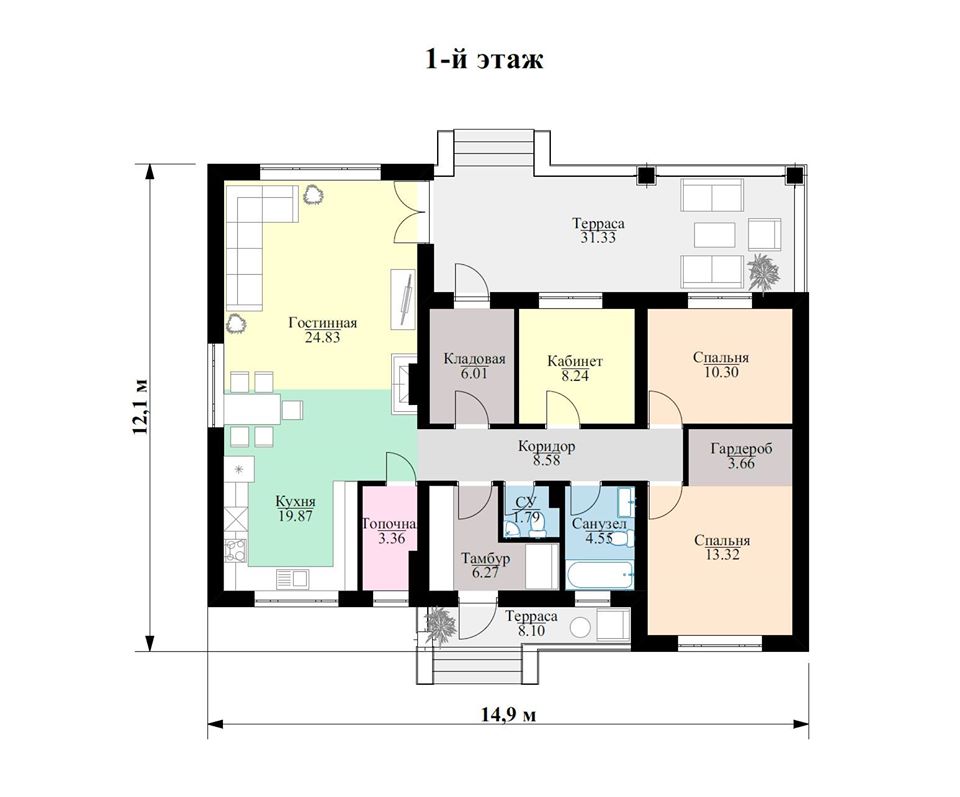 1-й этаж
Терраса
31.33
Гостинная
24.83
Кладовая
6.01
Кабинет
8.24
Спальня
10.30
12,1 м
Коридор
8.58
Гардероб
3.66
Кухня
19.87
Топочна
3.36
СУ
1.79
Санузел
4.55
Тамбур
6.27
Спальня
13.32
Терраса
8.10
14,9 м